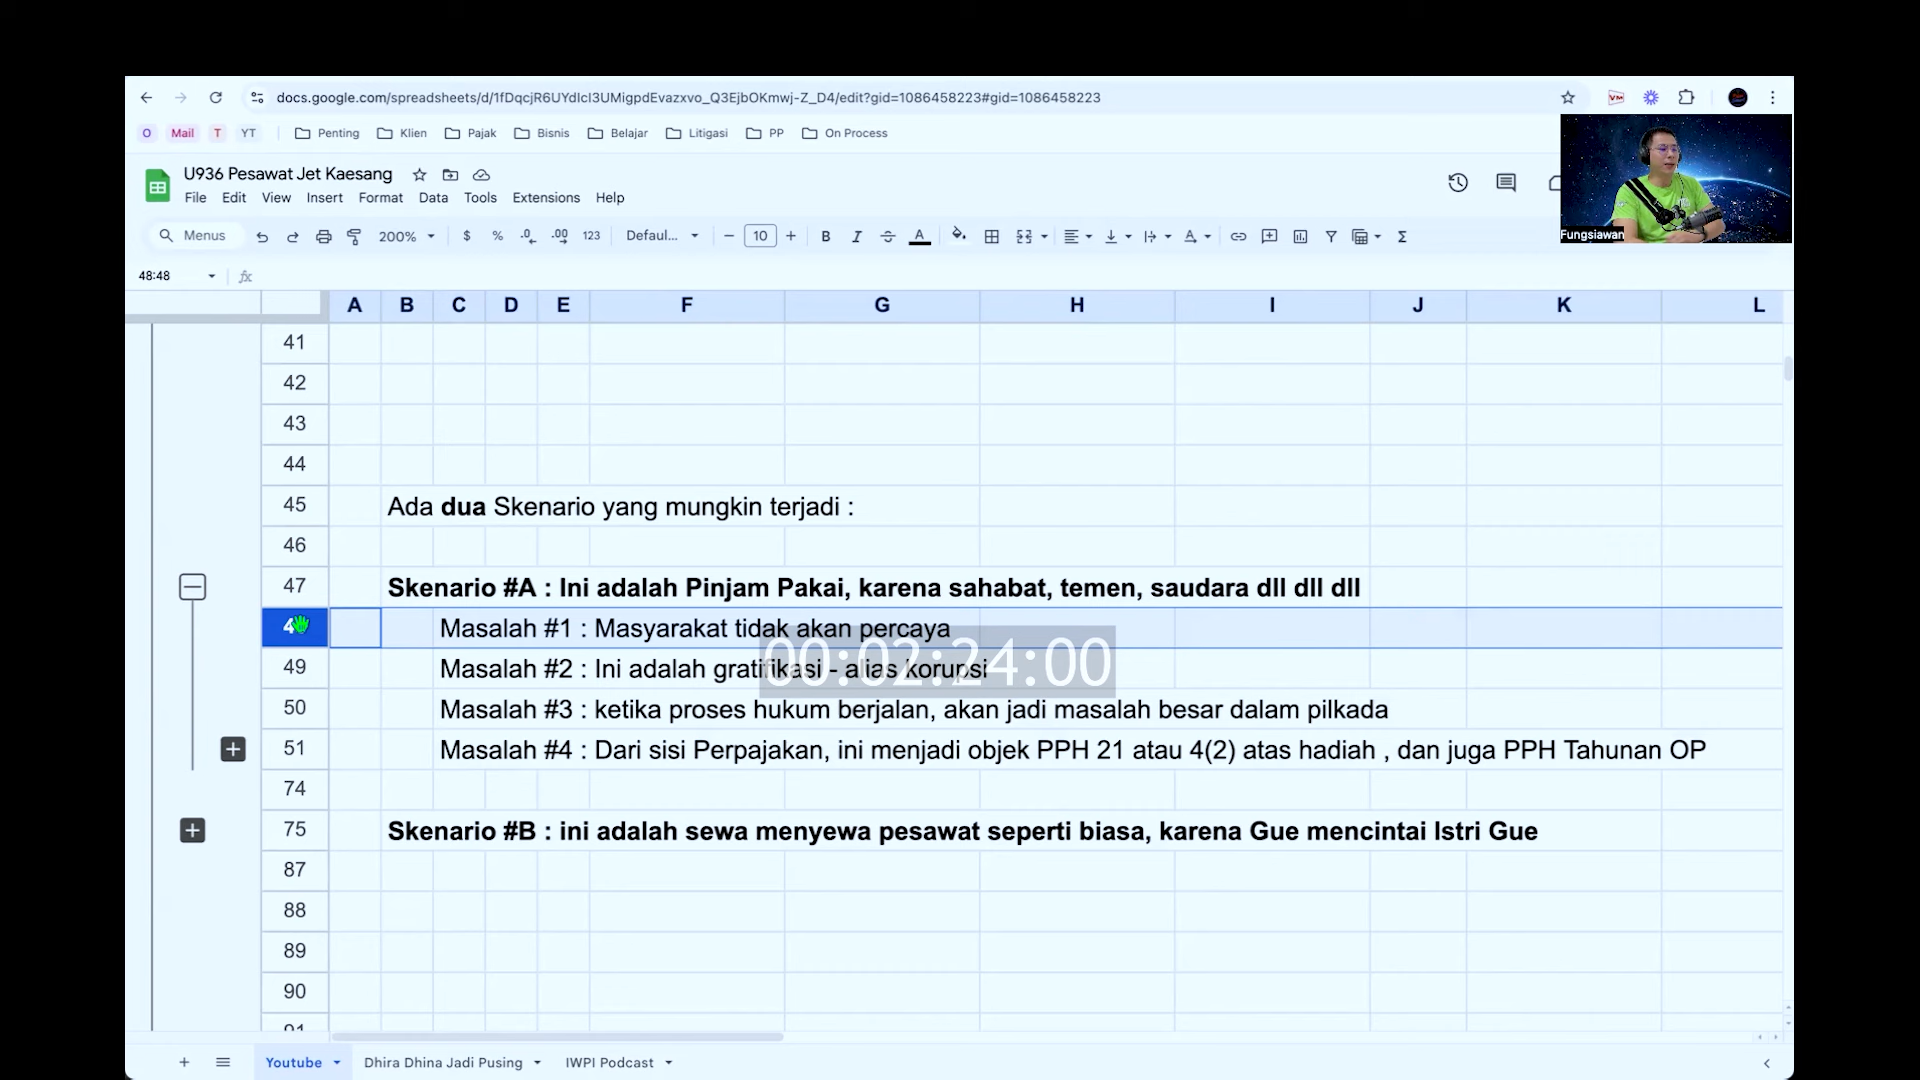 docs.google.com/spreadsheets/d/1fDqcjR6UYdIcI3UMigpdEvazxvo_Q3EjbOKmwj-Z_D4/edit?gid=1086458223#gid=1086458223
O Mail T YT Penting Klien Pajak Bisnis Belajar Litigasi PP On Process
U936 Pesawat Jet Kaesang
File Edit View Insert Format Data Tools Extensions Help
Fungsiawan
Menus 200% $ % .0 .00 123 Defaul... − 10 + B I A Σ
48:48 fx
A B C D E F G H I J K L
41
42
43
44
45 Ada dua Skenario yang mungkin terjadi :
46
47 Skenario #A : Ini adalah Pinjam Pakai, karena sahabat, temen, saudara dll dll dll
4 Masalah #1 : Masyarakat tidak akan percaya
00:02:24:00
49 Masalah #2 : Ini adalah gratifikasi - alias korupsi
50 Masalah #3 : ketika proses hukum berjalan, akan jadi masalah besar dalam pilkada
51 Masalah #4 : Dari sisi Perpajakan, ini menjadi objek PPH 21 atau 4(2) atas hadiah , dan juga PPH Tahunan OP
74
75 Skenario #B : ini adalah sewa menyewa pesawat seperti biasa, karena Gue mencintai Istri Gue
87
88
89
90
91
Youtube Dhira Dhina Jadi Pusing IWPI Podcast